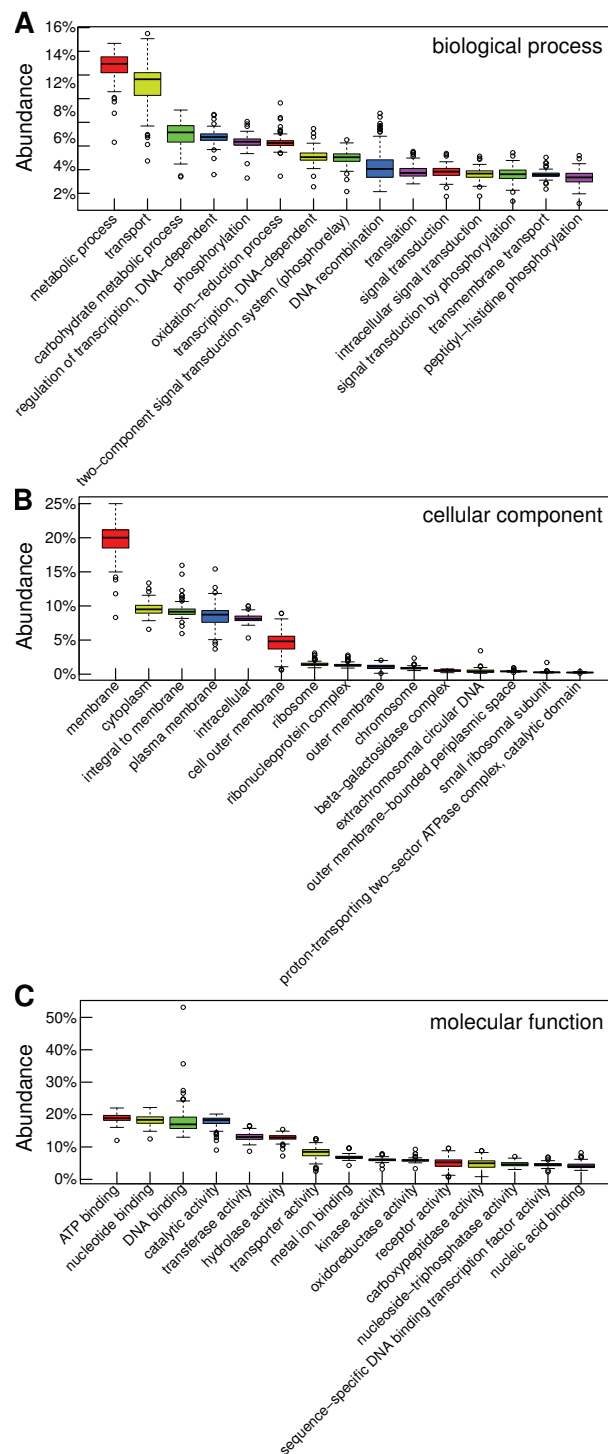 A
biological process
Abundance
16%
12%
8%
6%
4%
2%
metabolic process
transport
carbohydrate metabolic process
regulation of transcription, DNA−dependent
phosphorylation
oxidation−reduction process
transcription, DNA−dependent
two−component signal transduction system (phosphorelay)
DNA recombination
translation
signal transduction
intracellular signal transduction
signal transduction by phosphorylation
transmembrane transport
peptidyl−histidine phosphorylation
B
cellular component
Abundance
25%
20%
15%
10%
5%
0%
membrane
cytoplasm
integral to membrane
plasma membrane
intracellular
cell outer membrane
ribosome
ribonucleoprotein complex
outer membrane
chromosome
beta−galactosidase complex
extrachromosomal circular DNA
outer membrane−bounded periplasmic space
small ribosomal subunit
proton−transporting two−sector ATPase complex, catalytic domain
C
molecular function
Abundance
50%
40%
30%
20%
10%
0%
ATP binding
nucleotide binding
DNA binding
catalytic activity
transferase activity
hydrolase activity
transporter activity
metal ion binding
kinase activity
oxidoreductase activity
receptor activity
carboxypeptidase activity
nucleoside−triphosphatase activity
sequence−specific DNA binding transcription factor activity
nucleic acid binding